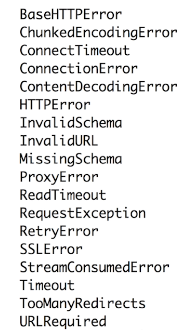 BaseHTTPError
ChunkedEncodingError
ConnectTimeout
ConnectionError
ContentDecodingError
HTTPError
InvalidSchema
InvalidURL
MissingSchema
ProxyError
ReadTimeout
RequestException
RetryError
SSLError
StreamConsumedError
Timeout
TooManyRedirects
URLRequired